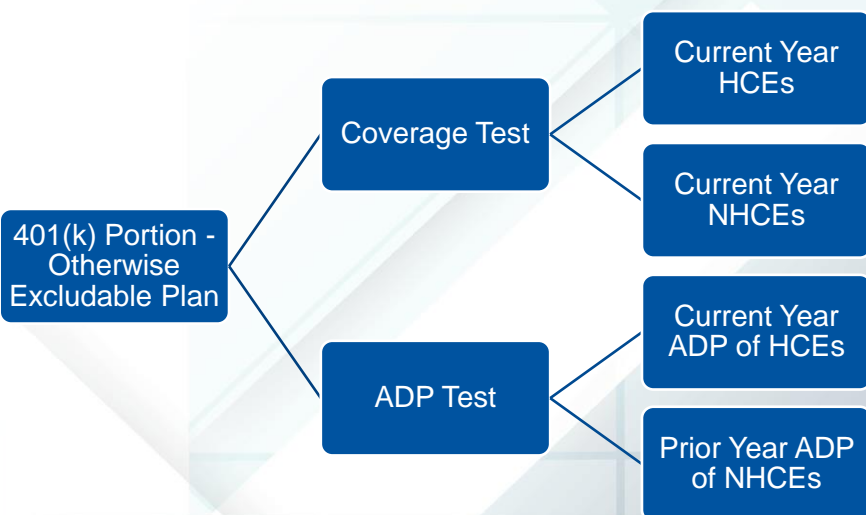 401(k) Portion -
Otherwise
Excludable Plan
Coverage Test
Current Year
HCEs
Current Year
NHCEs
ADP Test
Current Year
ADP of HCEs
Prior Year ADP
of NHCEs